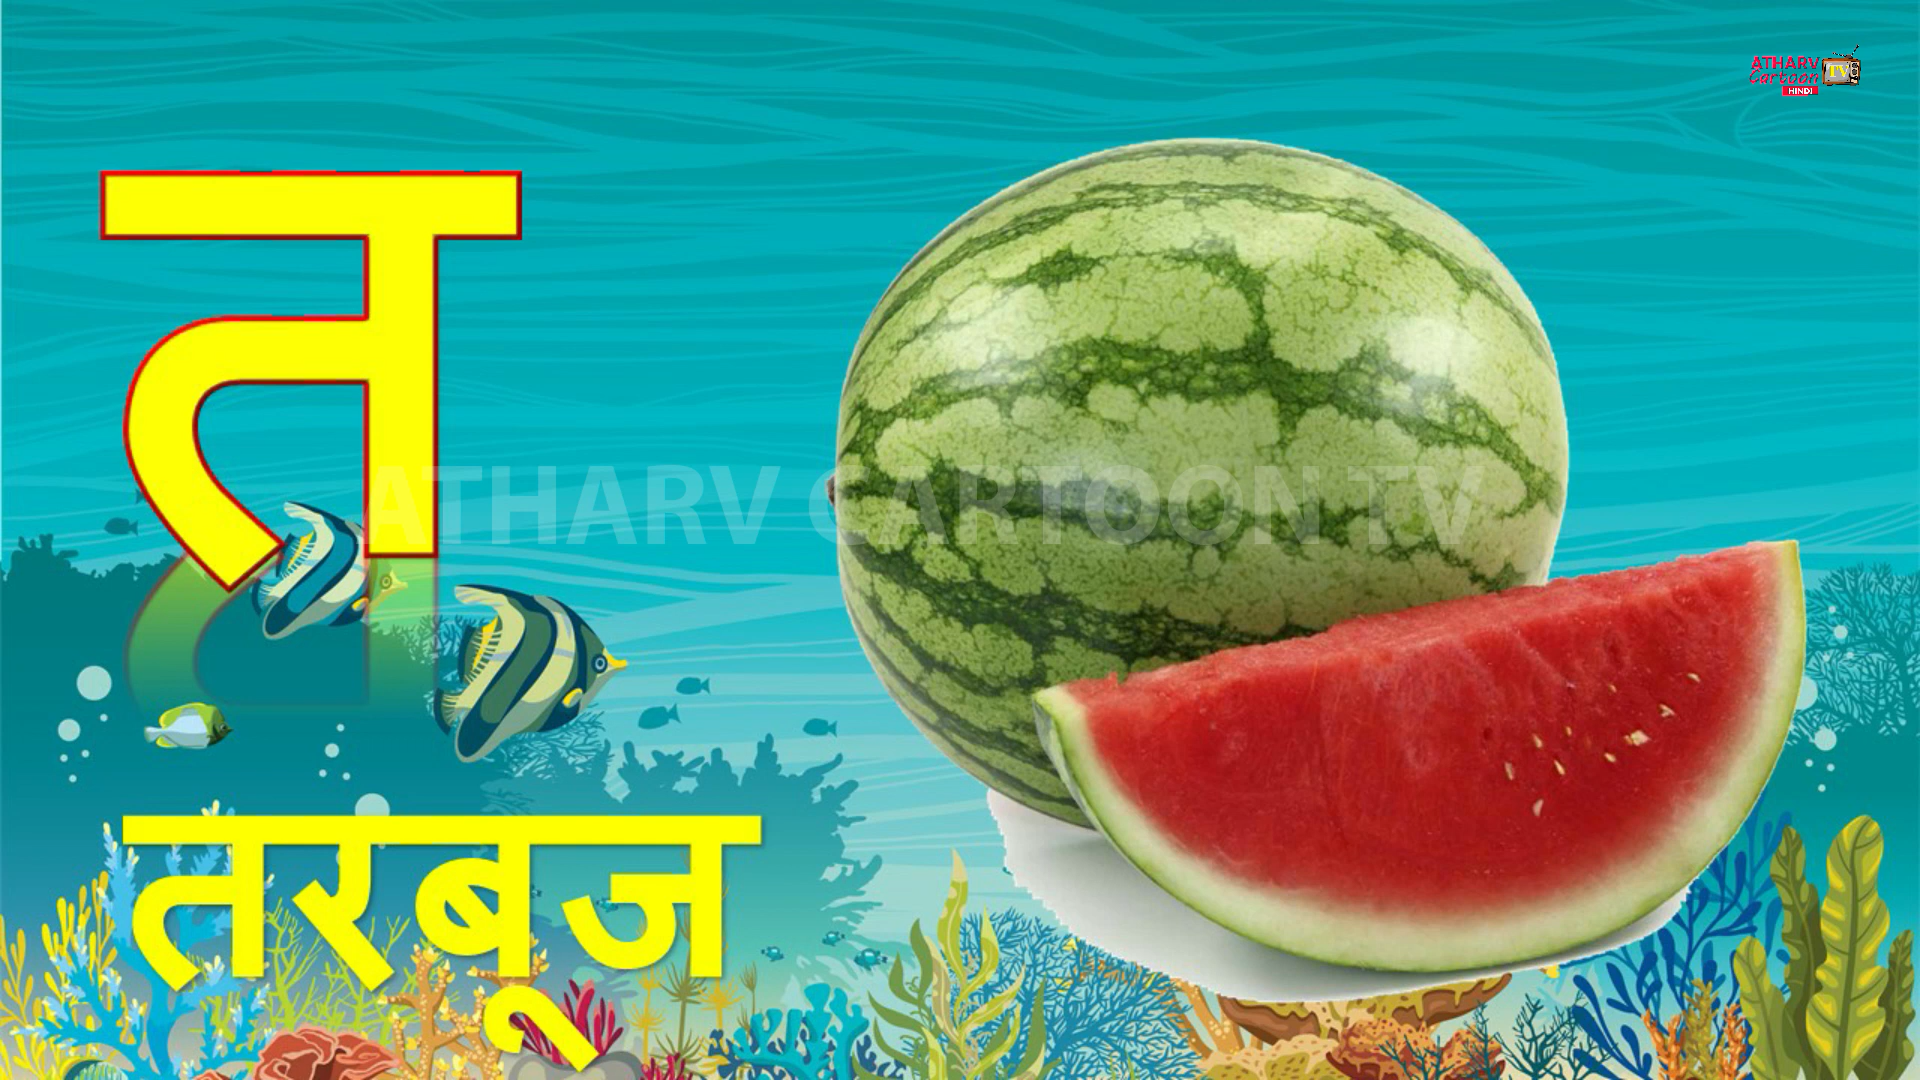 ATHARV
Cartoon TV
HINDI
त
ATHARV CARTOON TV
तरबूज